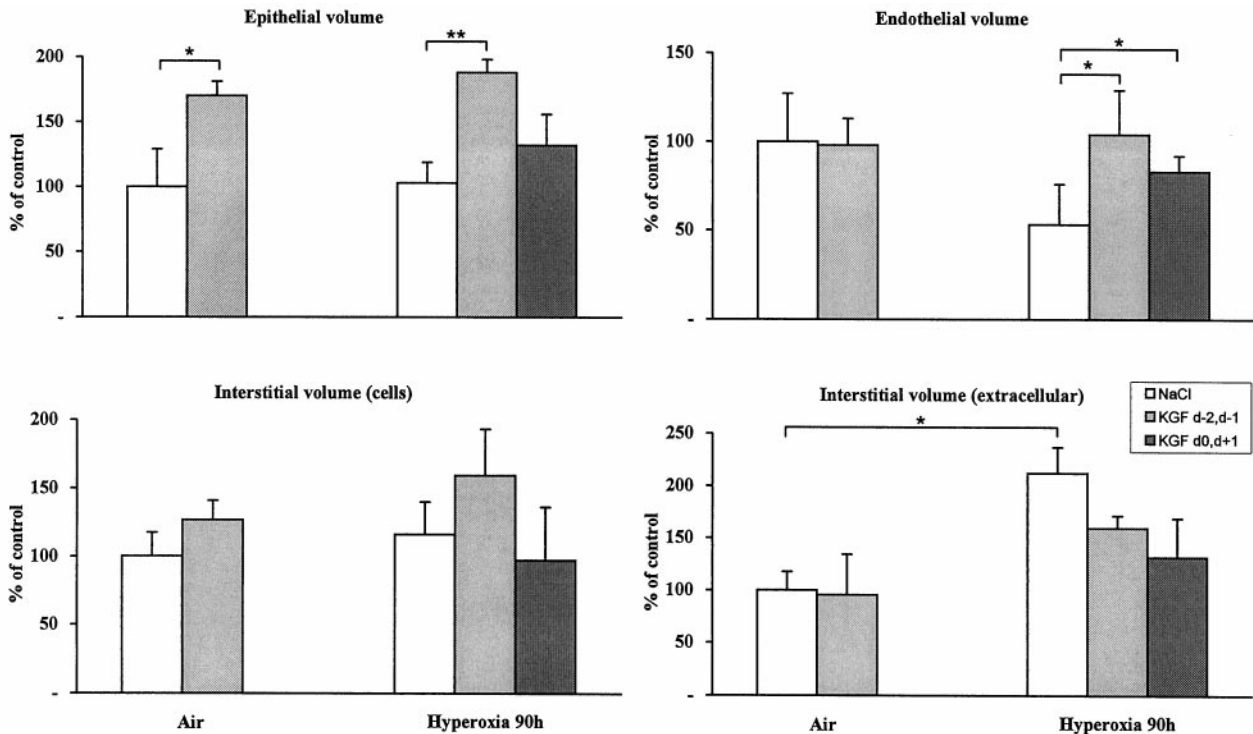 Epithelial volume
200
150
100
50
-
% of control
*
**
Endothelial volume
150
100
50
-
% of control
*
*
Interstitial volume (cells)
200
150
100
50
-
% of control
Air
Hyperoxia 90h
Interstitial volume (extracellular)
250
200
150
100
50
-
% of control
*
NaCl
KGF d-2,d-1
KGF d0,d+1
Air
Hyperoxia 90h